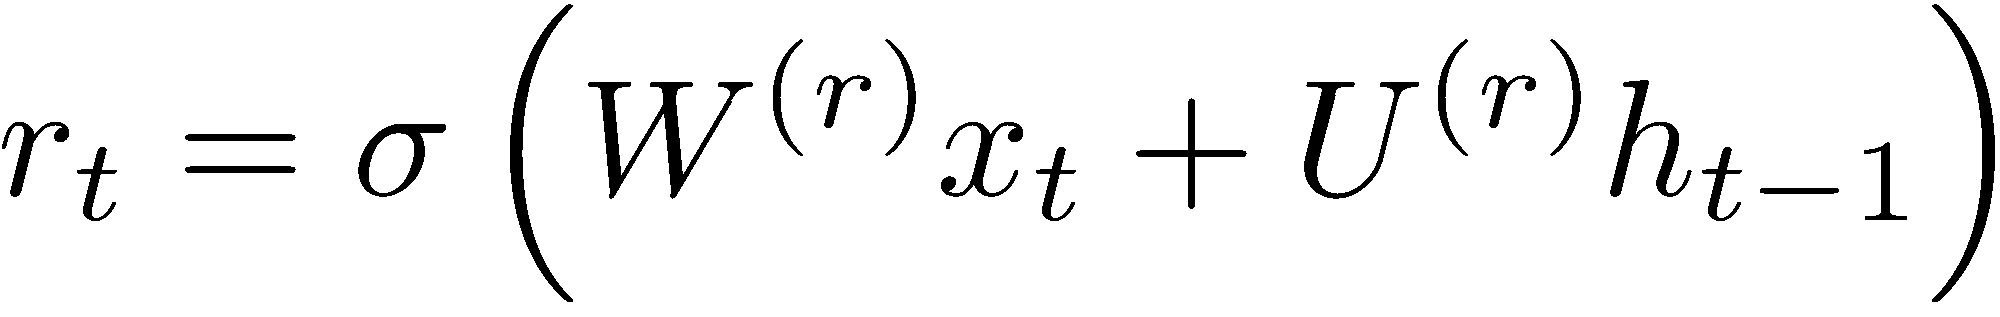 r_t = σ ( W^{(r)} x_t + U^{(r)} h_{t-1} )